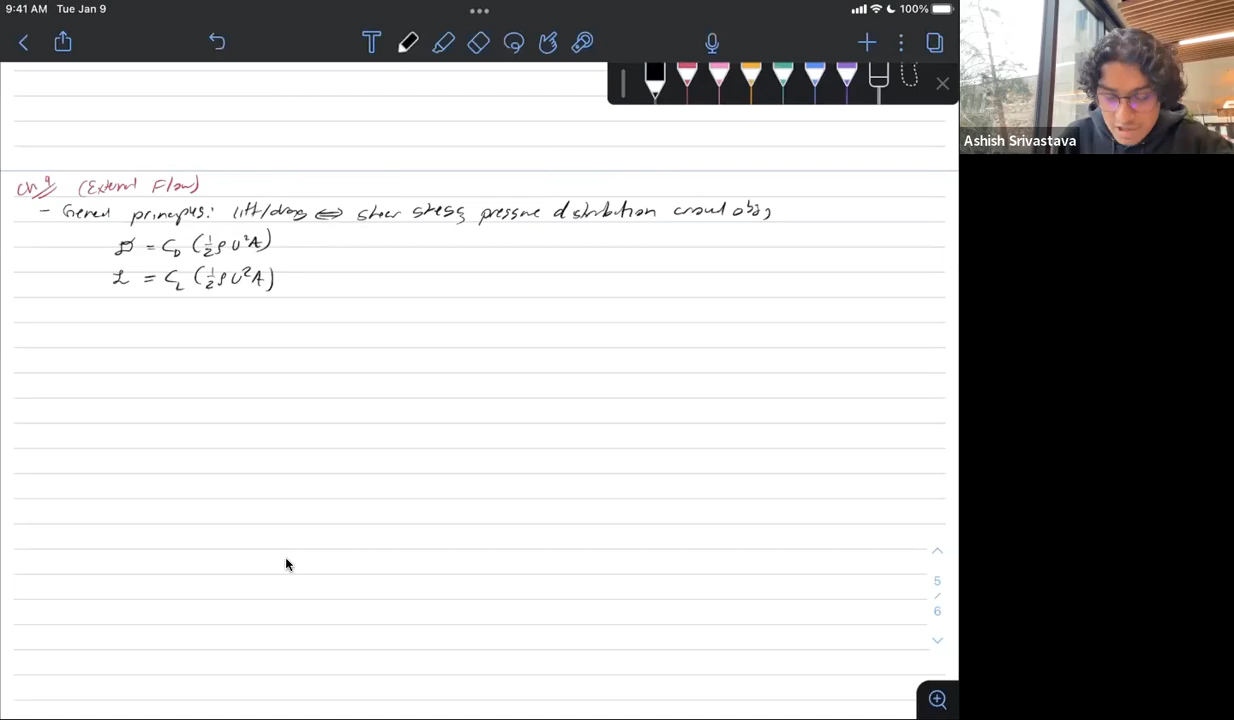 9:41 AM Tue Jan 9
100%
Ashish Srivastava
Ch 9 (External Flow)
- General principles: lift/drag ⇔ shear stress, pressure distribution around obj
𝒟 = C_D (½ρU²A)
ℒ = C_L (½ρU²A)
5
/
6